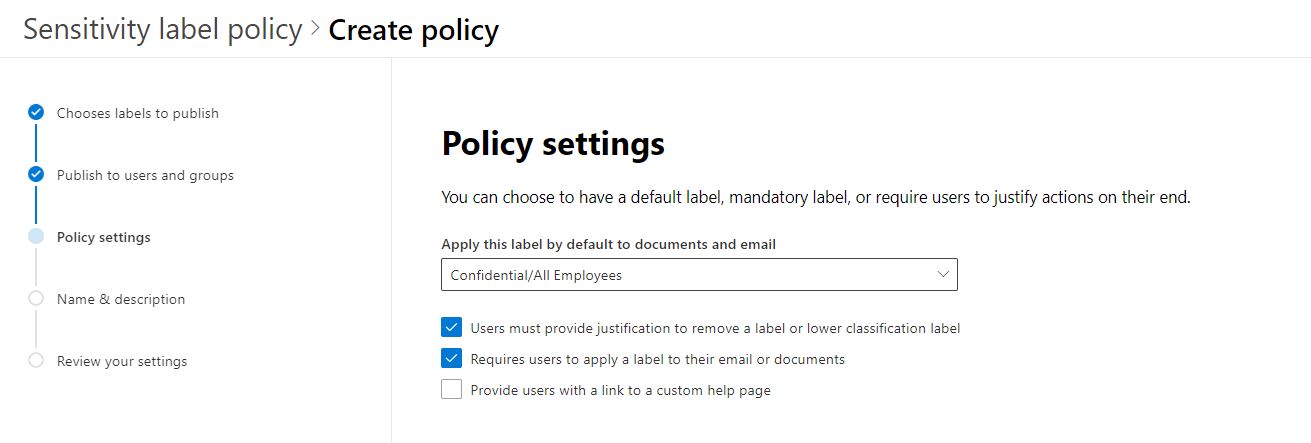 Sensitivity label policy > Create policy
Chooses labels to publish
Publish to users and groups
Policy settings
Name & description
Review your settings
Policy settings
You can choose to have a default label, mandatory label, or require users to justify actions on their end.
Apply this label by default to documents and email
Confidential/All Employees
Users must provide justification to remove a label or lower classification label
Requires users to apply a label to their email or documents
Provide users with a link to a custom help page